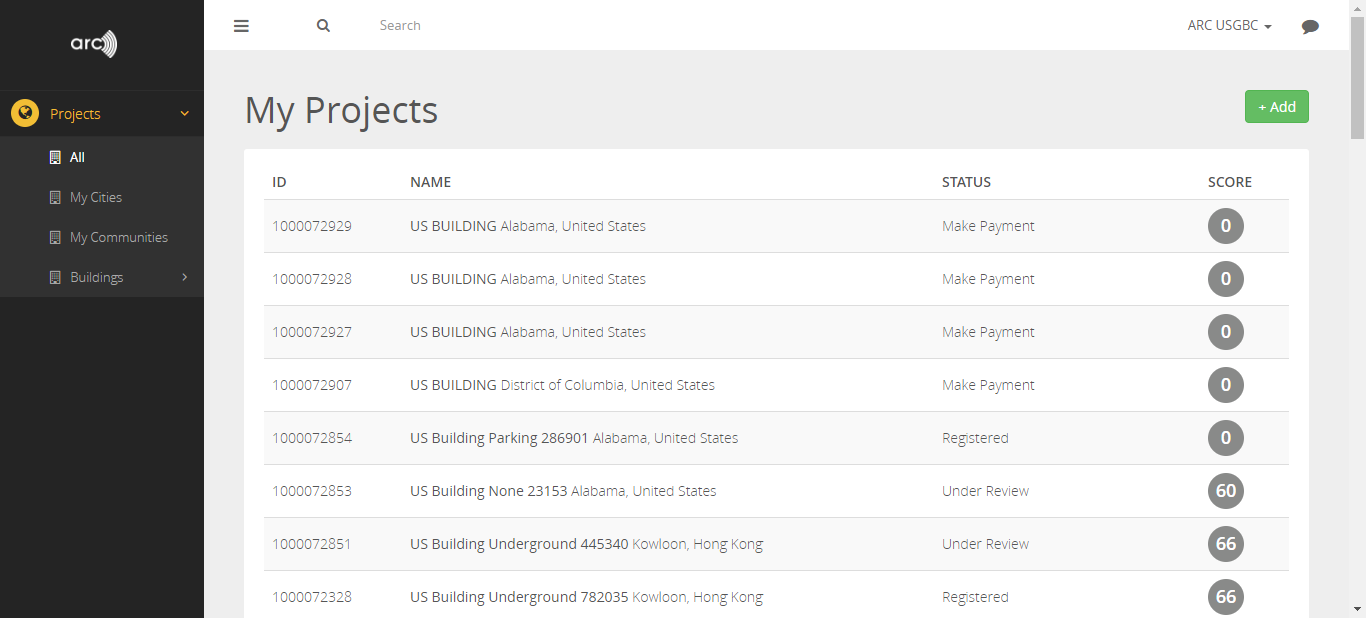 arc
Search
ARC USGBC
Projects
All
My Cities
My Communities
Buildings
My Projects
+ Add
ID NAME STATUS SCORE
1000072929 US BUILDING Alabama, United States Make Payment 0
1000072928 US BUILDING Alabama, United States Make Payment 0
1000072927 US BUILDING Alabama, United States Make Payment 0
1000072907 US BUILDING District of Columbia, United States Make Payment 0
1000072854 US Building Parking 286901 Alabama, United States Registered 0
1000072853 US Building None 23153 Alabama, United States Under Review 60
1000072851 US Building Underground 445340 Kowloon, Hong Kong Under Review 66
1000072328 US Building Underground 782035 Kowloon, Hong Kong Registered 66